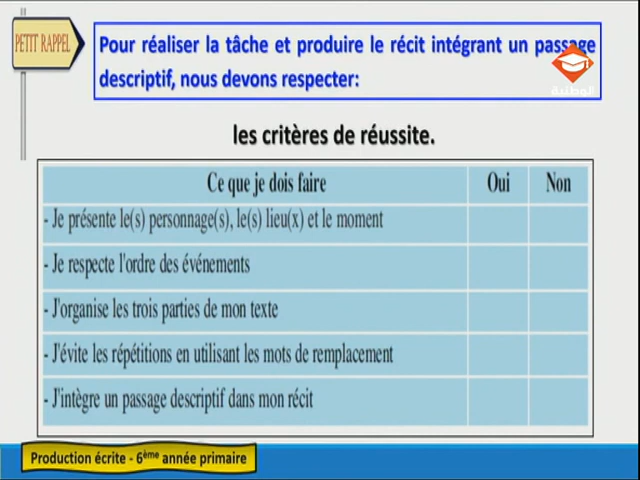 PETIT RAPPEL
Pour réaliser la tâche et produire le récit intégrant un passage
descriptif, nous devons respecter:
الوطنية
les critères de réussite.
Ce que je dois faire Oui Non
- Je présente le(s) personnage(s), le(s) lieu(x) et le moment
- Je respecte l'ordre des événements
- J'organise les trois parties de mon texte
- J'évite les répétitions en utilisant les mots de remplacement
- J'intègre un passage descriptif dans mon récit
Production écrite - 6ème année primaire